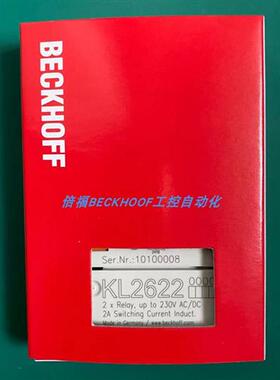 BECKHOFF
倍福BECKHOOF工控自动化
Ser.Nr.:10100008
KL2622 0000
2 x Relay, up to 230V AC/DC
2A Switching Current Induct.
Made in Germany / www.beckhoff.com